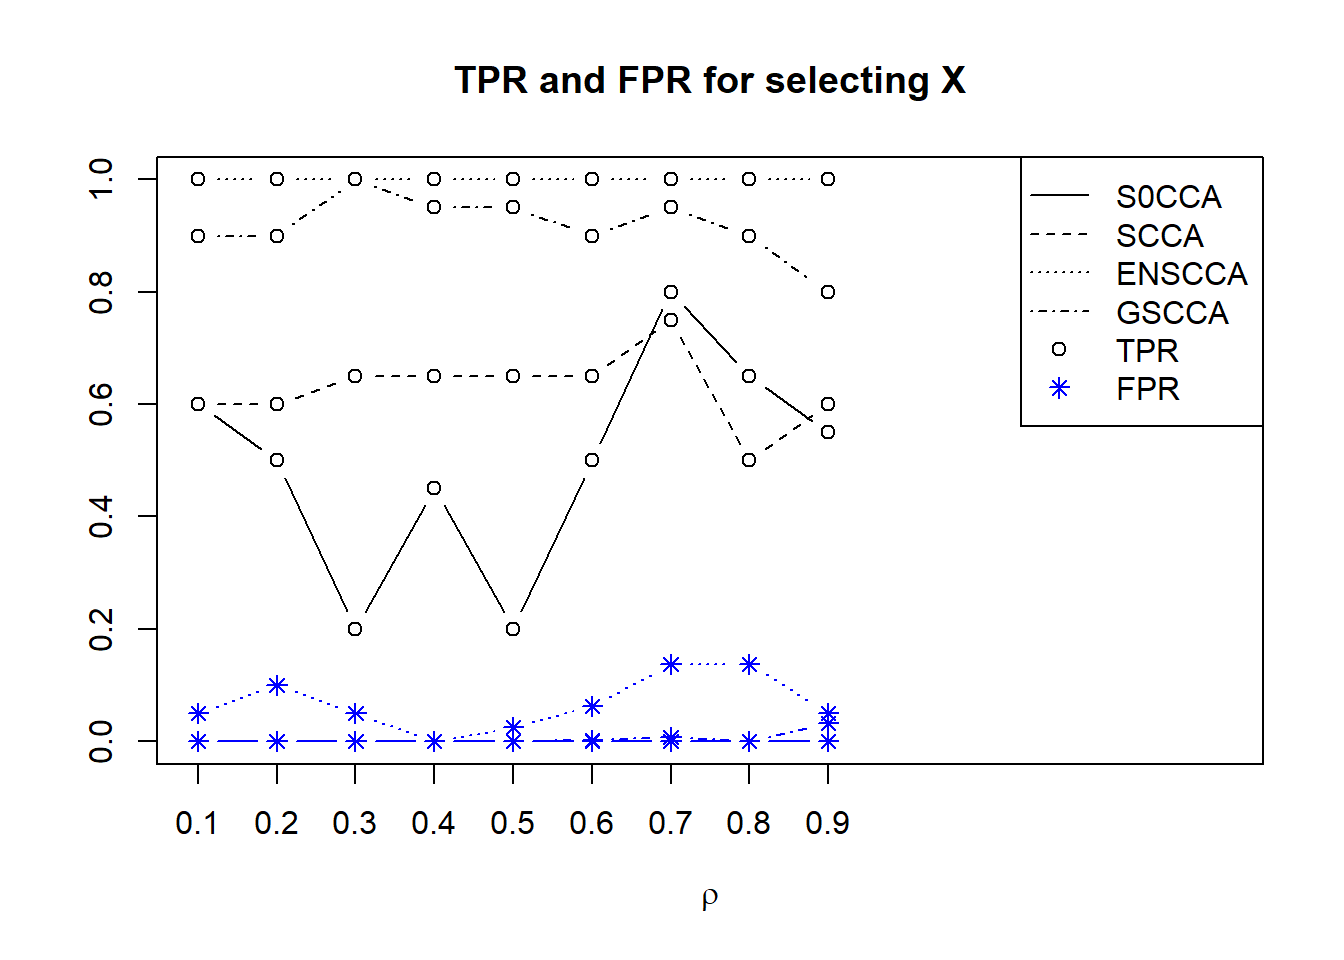 TPR and FPR for selecting X
1.0
0.8
0.6
0.4
0.2
0.0
S0CCA
SCCA
ENSCCA
GSCCA
TPR
FPR
0.1 0.2 0.3 0.4 0.5 0.6 0.7 0.8 0.9
ρ